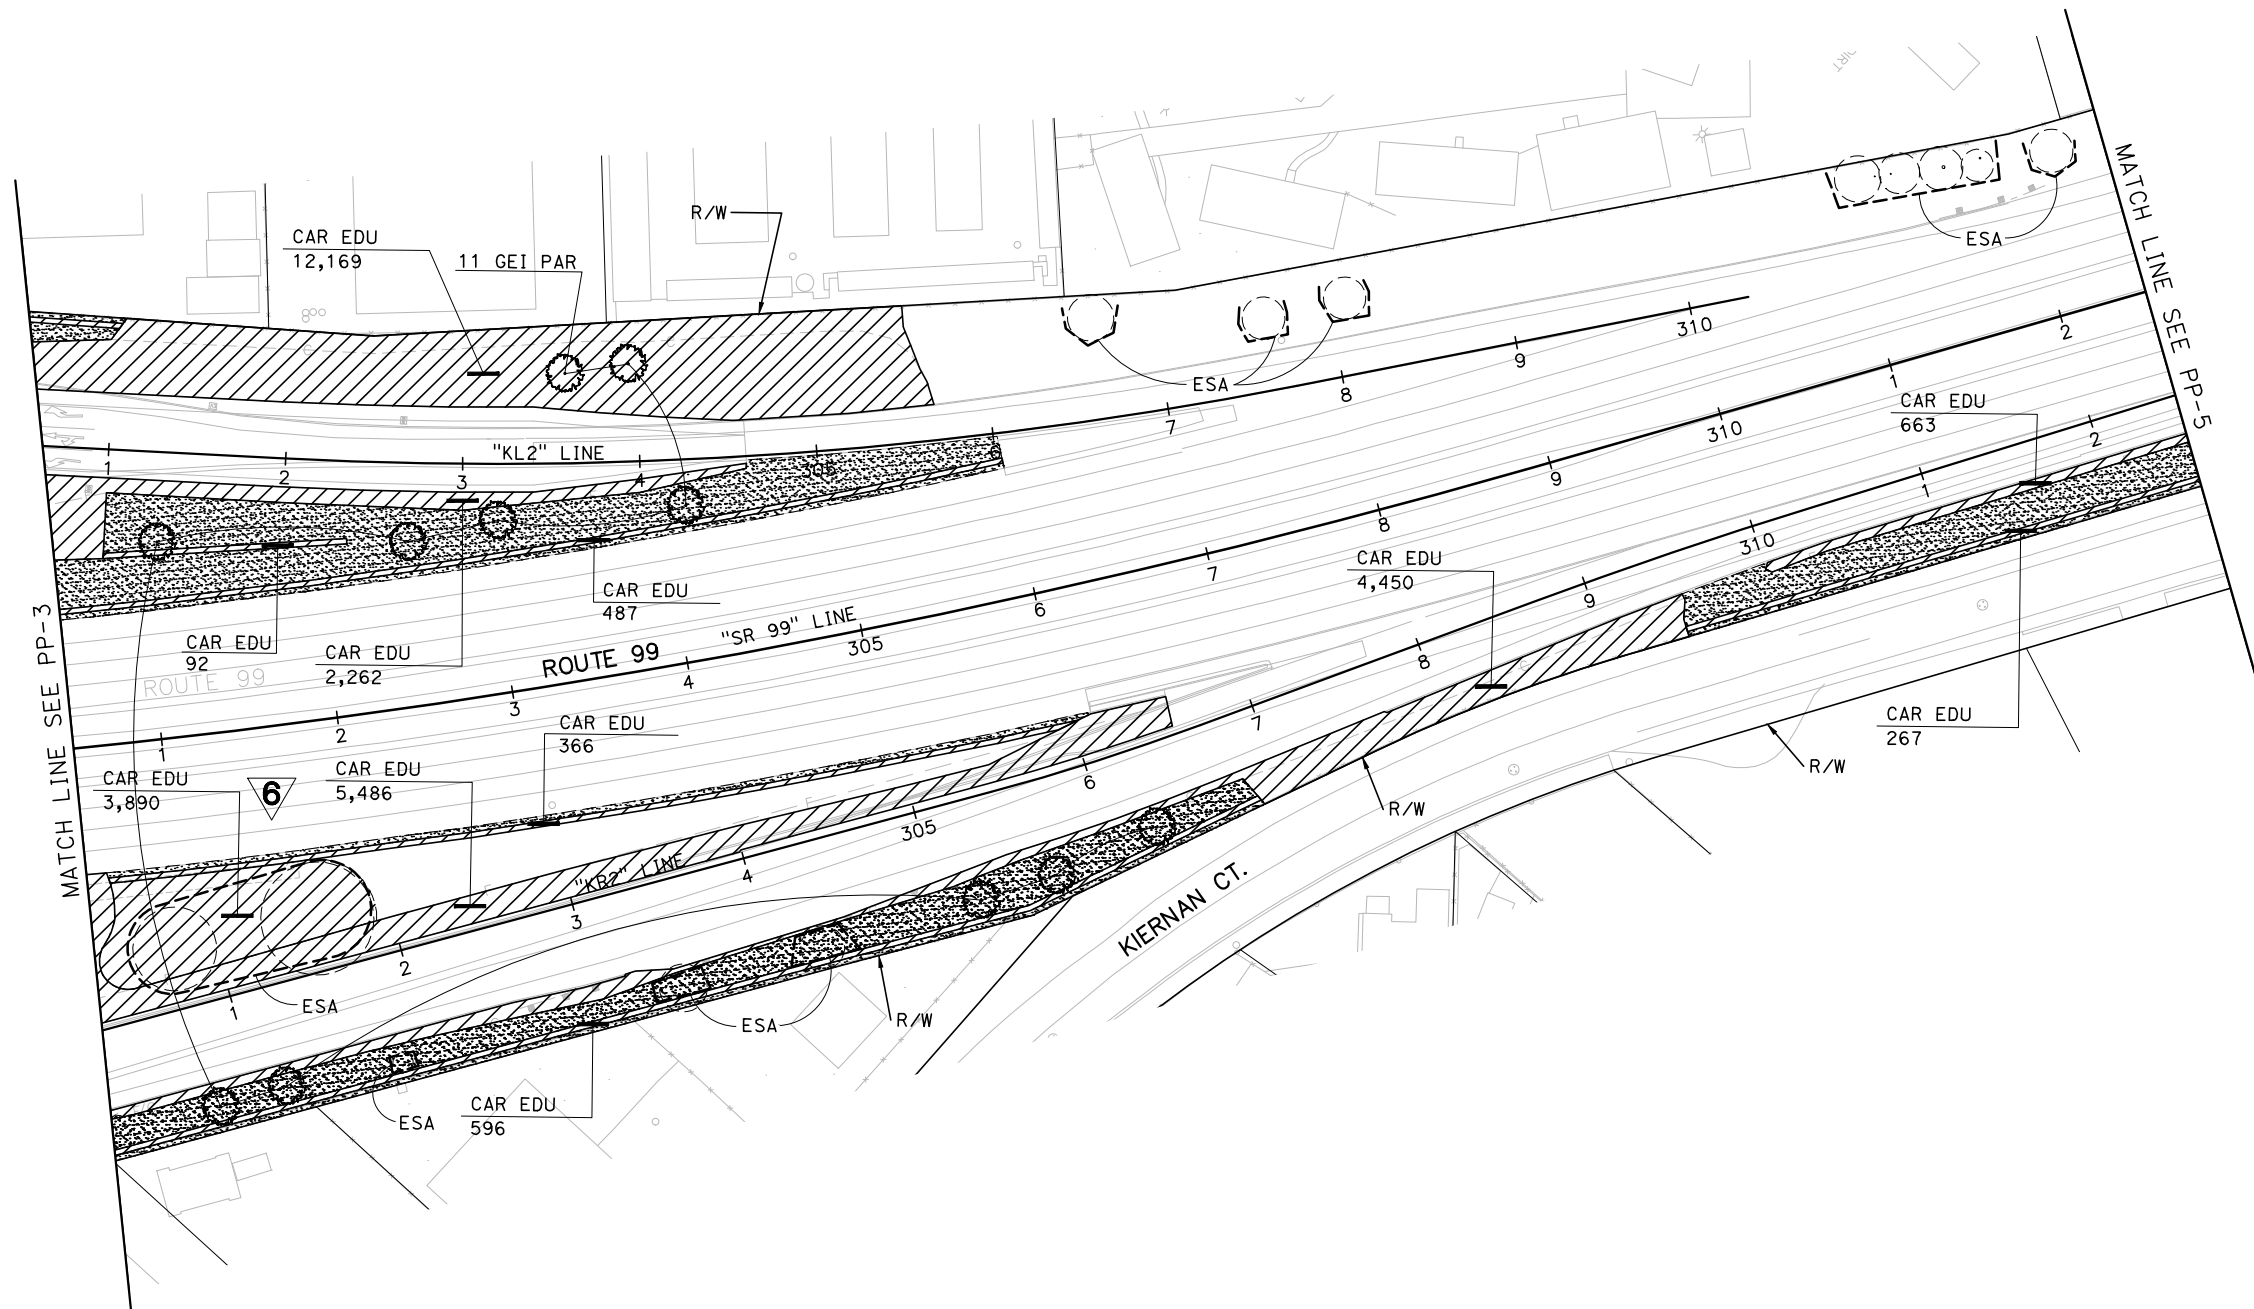 R/W
CAR EDU
12,169
11 GEI PAR
ESA
ESA
MATCH LINE SEE PP-5
310
9
8
7
6
305
4
3
2
1
"KL2" LINE
2
1
310
9
8
7
6
305
4
3
2
1
"SR 99" LINE
ROUTE 99
ROUTE 99
CAR EDU
663
CAR EDU
4,450
CAR EDU
487
CAR EDU
92
CAR EDU
2,262
MATCH LINE SEE PP-3
CAR EDU
366
CAR EDU
3,890
6
CAR EDU
5,486
2
1
310
9
8
7
6
305
4
3
2
1
"KR2" LINE
CAR EDU
267
R/W
R/W
KIERNAN CT.
ESA
ESA
R/W
ESA
CAR EDU
596